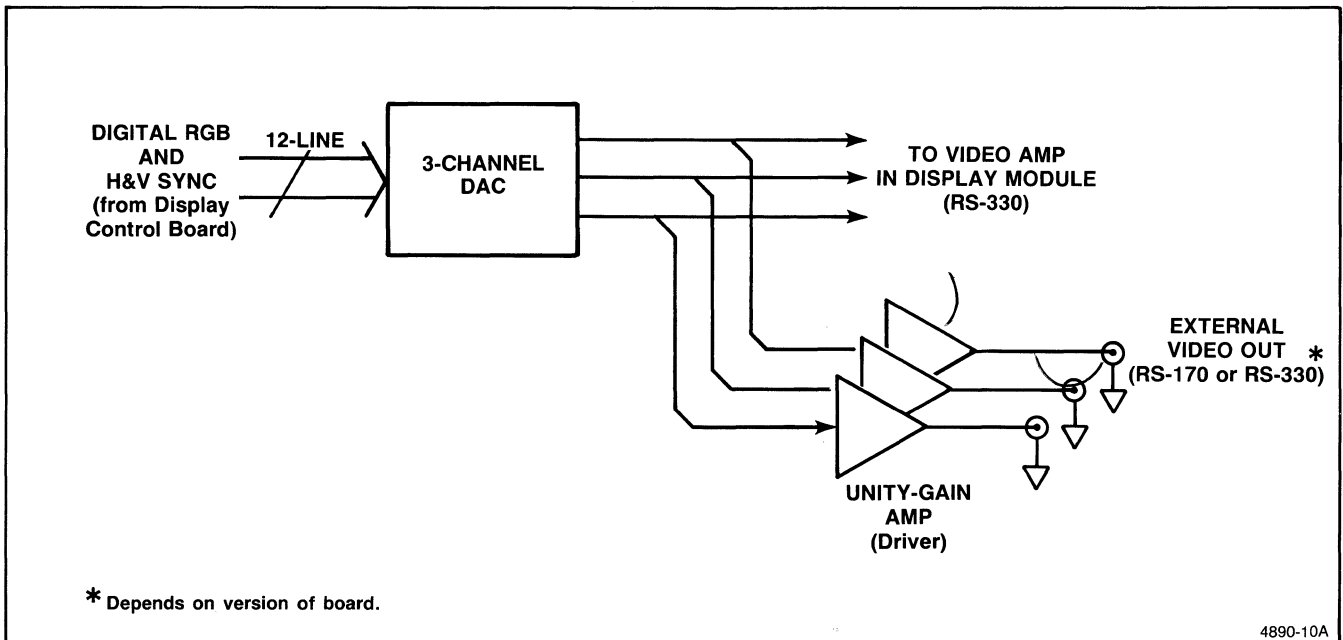 DIGITAL RGB
AND
H&V SYNC
(from Display
Control Board)
12-LINE
3-CHANNEL
DAC
TO VIDEO AMP
IN DISPLAY MODULE
(RS-330)
EXTERNAL
VIDEO OUT *
(RS-170 or RS-330)
UNITY-GAIN
AMP
(Driver)
* Depends on version of board.
4890-10A